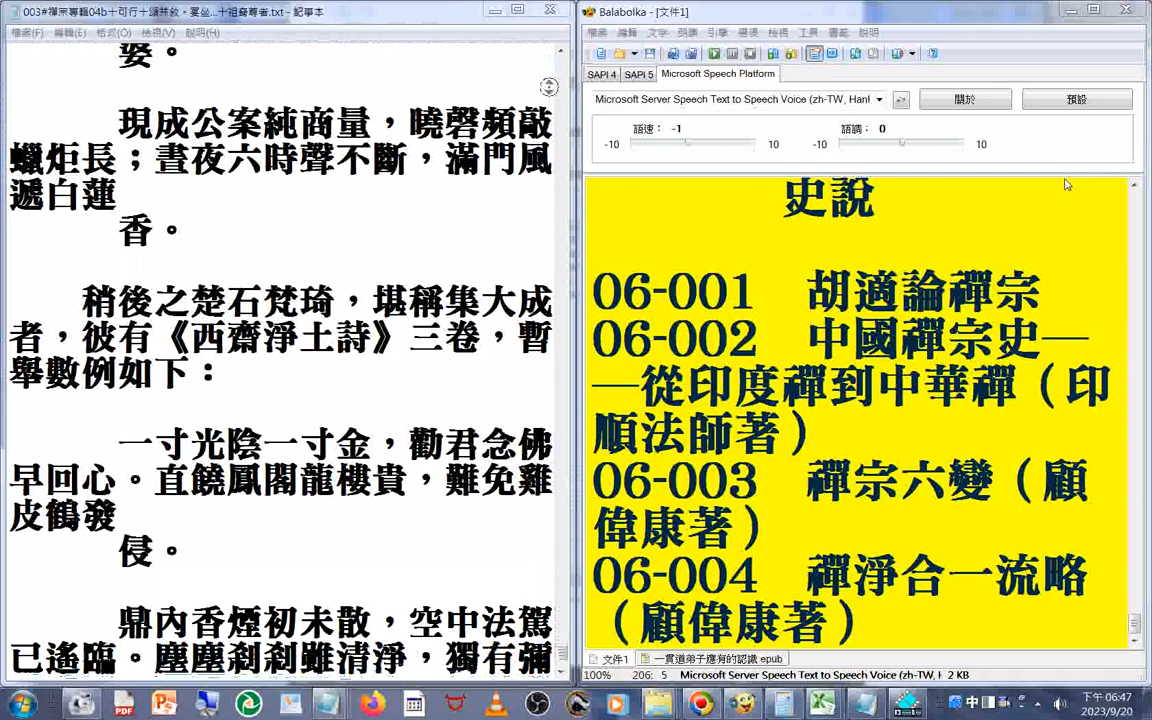 003#禪宗專輯04b十可行十頌并敘．宴坐...十祖裔尊者.txt - 記事本
檔案(F) 編輯(E) 格式(O) 檢視(V) 說明(H)
婆。
現成公案純商量，曉磬頻敲
蠟炬長；晝夜六時聲不斷，滿門風
遞白蓮
香。
稍後之楚石梵琦，堪稱集大成
者，彼有《西齋淨土詩》三卷，暫
舉數例如下：
一寸光陰一寸金，勸君念佛
早回心。直饒鳳閣龍樓貴，難免雞
皮鶴發
侵。
鼎內香煙初未散，空中法駕
已遙臨。塵塵剎剎雖清淨，獨有彌
Balabolka - [文件1]
檔案 編輯 文字 朗讀 引擎 選項 檢視 工具 書籤 說明
SAPI 4 SAPI 5 Microsoft Speech Platform
Microsoft Server Speech Text to Speech Voice (zh-TW, Hanl
關於 預設
語速： -1 語調： 0
-10 10 -10 10
史說
06-001 胡適論禪宗
06-002 中國禪宗史—
—從印度禪到中華禪（印
順法師著）
06-003 禪宗六變（顧
偉康著）
06-004 禪淨合一流略
（顧偉康著）
文件1 一貫道弟子應有的認識 epub
100% 206: 5 Microsoft Server Speech Text to Speech Voice (zh-TW, H 2 KB
中
下午 06:47
2023/9/20